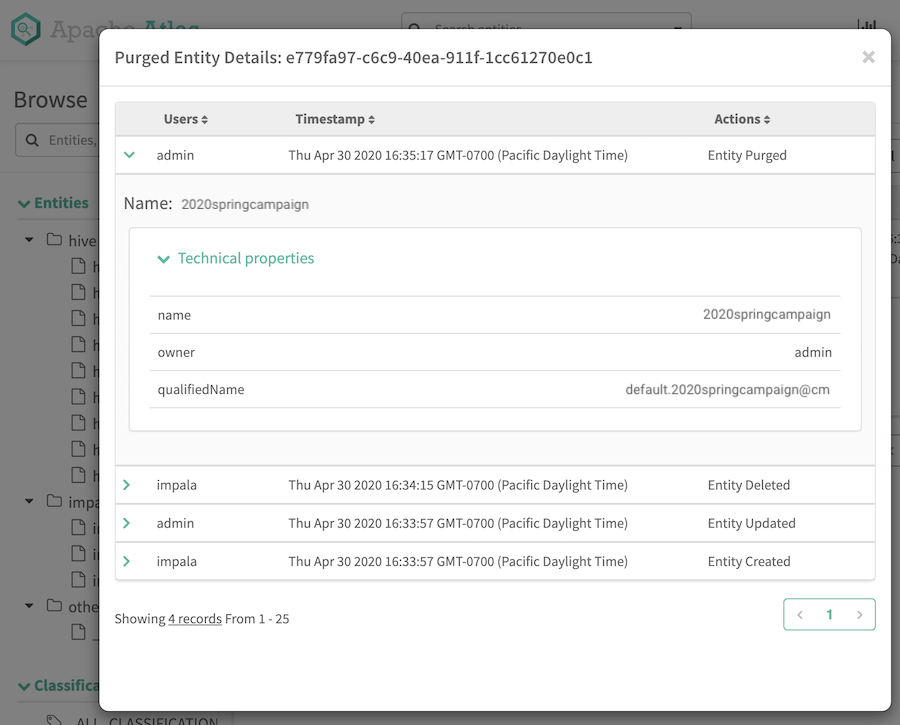 Apache Atlas
Search entities
Purged Entity Details: e779fa97-c6c9-40ea-911f-1cc61270e0c1
Browse
Users Timestamp Actions
Entities,
admin Thu Apr 30 2020 16:35:17 GMT-0700 (Pacific Daylight Time) Entity Purged
Entities
Name: 2020springcampaign
hive
Technical properties
name 2020springcampaign
owner admin
qualifiedName default.2020springcampaign@cm
impala Thu Apr 30 2020 16:34:15 GMT-0700 (Pacific Daylight Time) Entity Deleted
admin Thu Apr 30 2020 16:33:57 GMT-0700 (Pacific Daylight Time) Entity Updated
impala Thu Apr 30 2020 16:33:57 GMT-0700 (Pacific Daylight Time) Entity Created
impa
othe
Showing 4 records From 1 - 25 1
Classifica
ALL_CLASSIFICATION